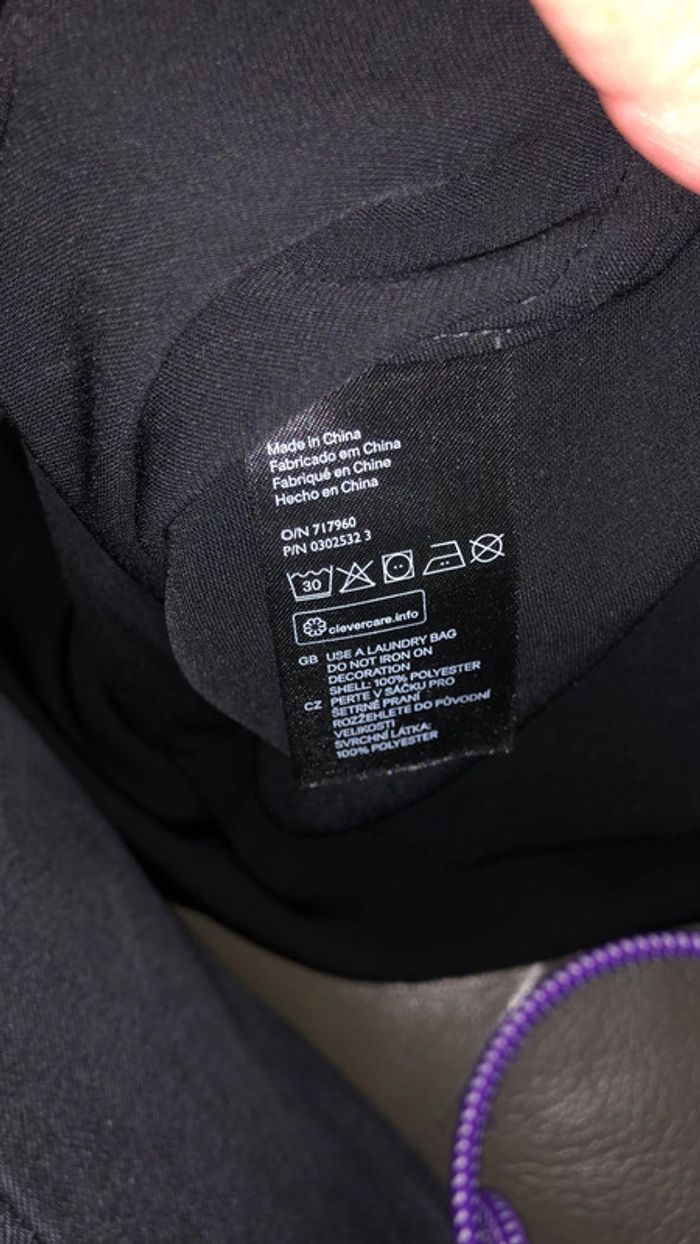 Made in China
Fabricado em China
Fabriqué en Chine
Hecho en China
O/N 717960
P/N 0302532 3
30
clevercare.info
GB USE A LAUNDRY BAG
DO NOT IRON ON
DECORATION
SHELL: 100% POLYESTER
CZ PERTE V SÁČKU PRO
ŠETRNÉ PRANÍ
ROZŽEHLETE DO PŮVODNÍ
VELIKOSTI
SVRCHNÍ LÁTKA:
100% POLYESTER